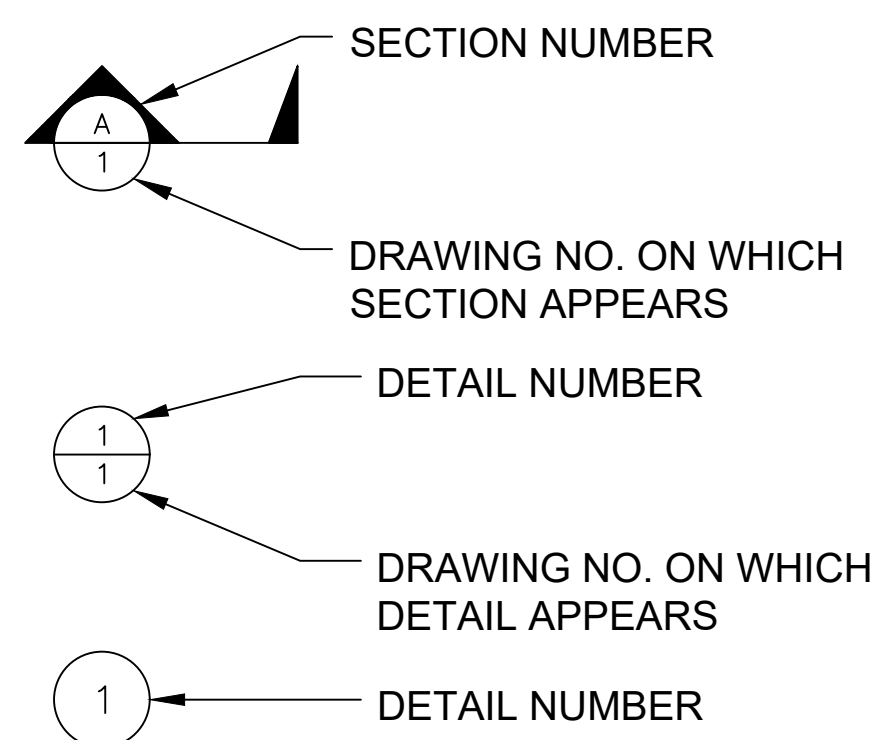 SECTION NUMBER
A
1
DRAWING NO. ON WHICH
SECTION APPEARS
DETAIL NUMBER
1
1
DRAWING NO. ON WHICH
DETAIL APPEARS
1
DETAIL NUMBER